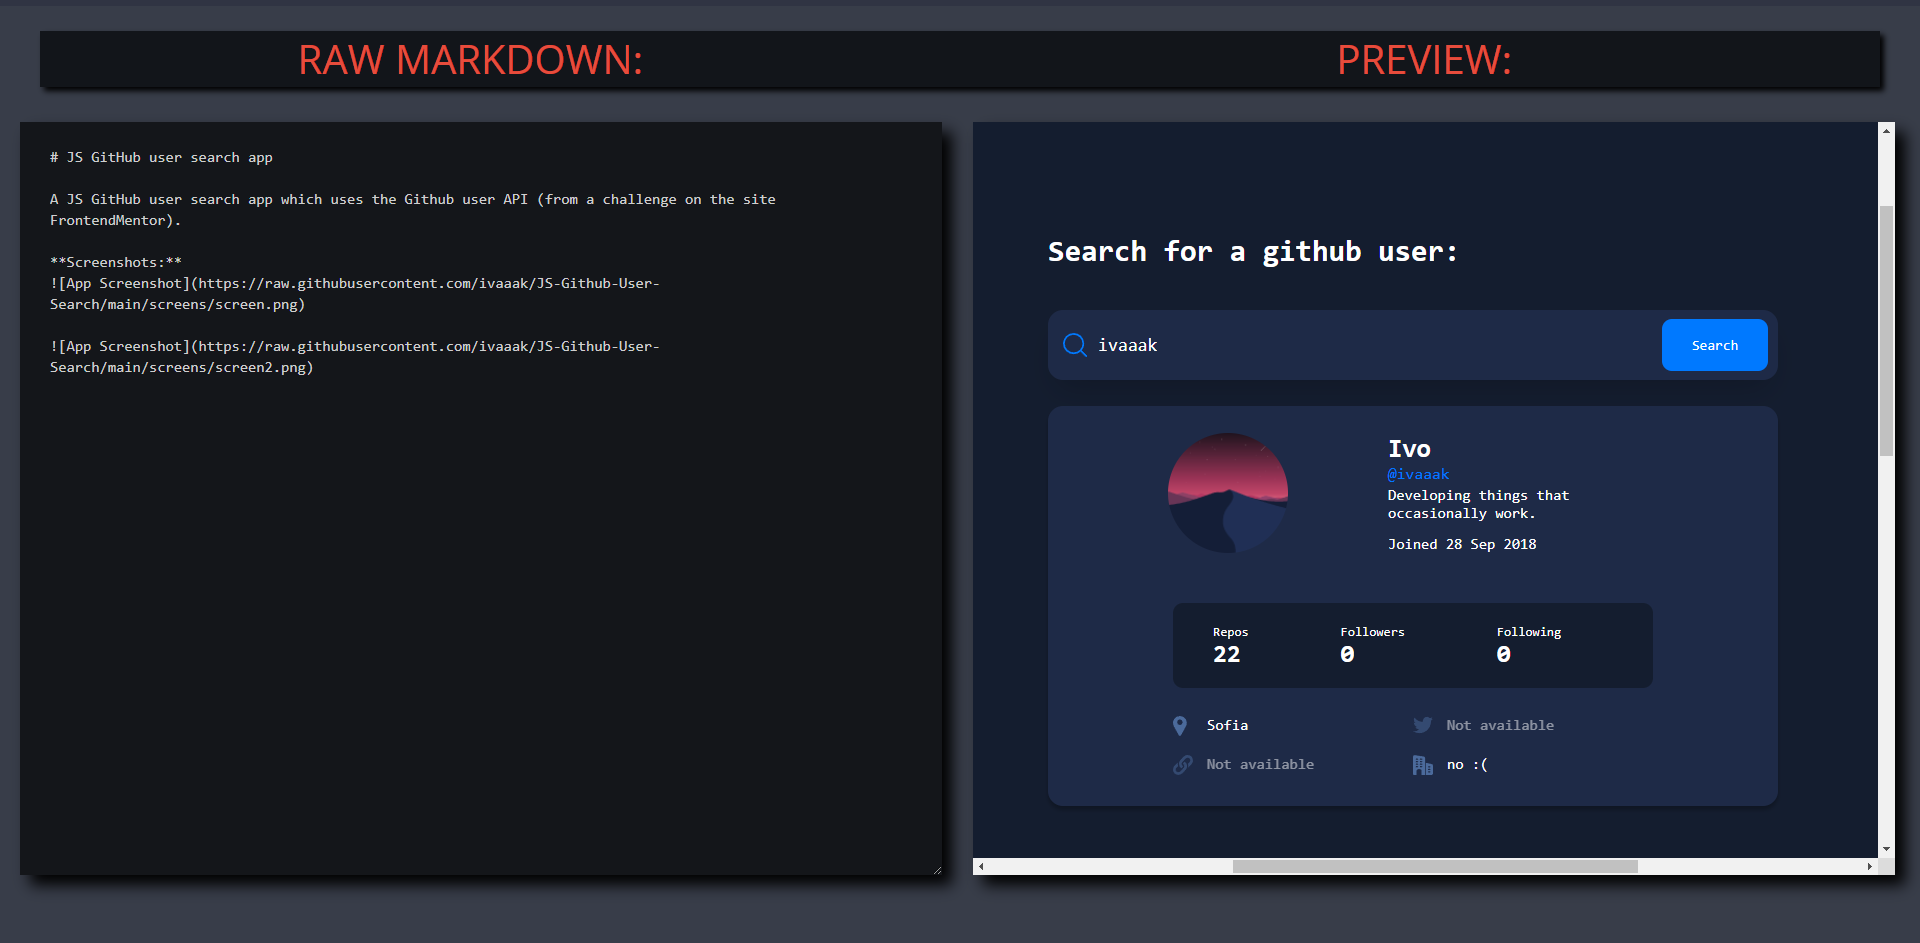 RAW MARKDOWN:
PREVIEW:
# JS GitHub user search app
A JS GitHub user search app which uses the Github user API (from a challenge on the site
FrontendMentor).
**Screenshots:**
![App Screenshot](https://raw.githubusercontent.com/ivaaak/JS-Github-User-
Search/main/screens/screen.png)
![App Screenshot](https://raw.githubusercontent.com/ivaaak/JS-Github-User-
Search/main/screens/screen2.png)
Search for a github user:
ivaaak
Search
Ivo
@ivaaak
Developing things that
occasionally work.
Joined 28 Sep 2018
Repos Followers Following
22 0 0
Sofia Not available
Not available no :(